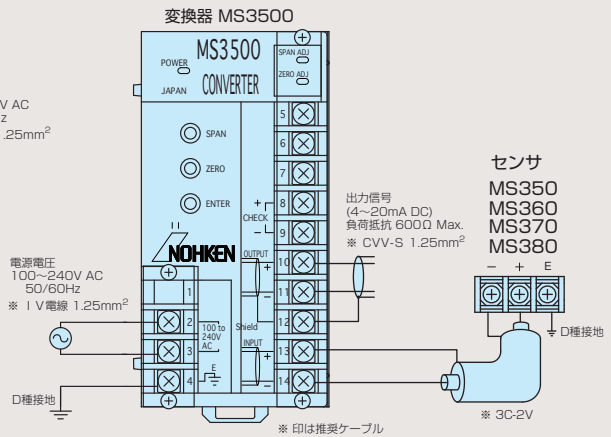 変換器 MS3500
MS3500
CONVERTER
POWER
JAPAN
SPAN ADJ
ZERO ADJ
V AC
z
.25mm²
SPAN
ZERO
ENTER
NOHKEN
5
6
7
8
9
10
11
12
13
14
+
CHECK
−
OUTPUT
+
−
Shield
INPUT
+
−
1
2
3
4
100 to
240V
AC
E
出力信号
(4〜20mA DC)
負荷抵抗 600Ω Max.
※ CVV-S 1.25mm²
電源電圧
100〜240V AC
50/60Hz
※ IV電線 1.25mm²
D種接地
センサ
MS350
MS360
MS370
MS380
− + E
D種接地
※ 3C-2V
※ 印は推奨ケーブル